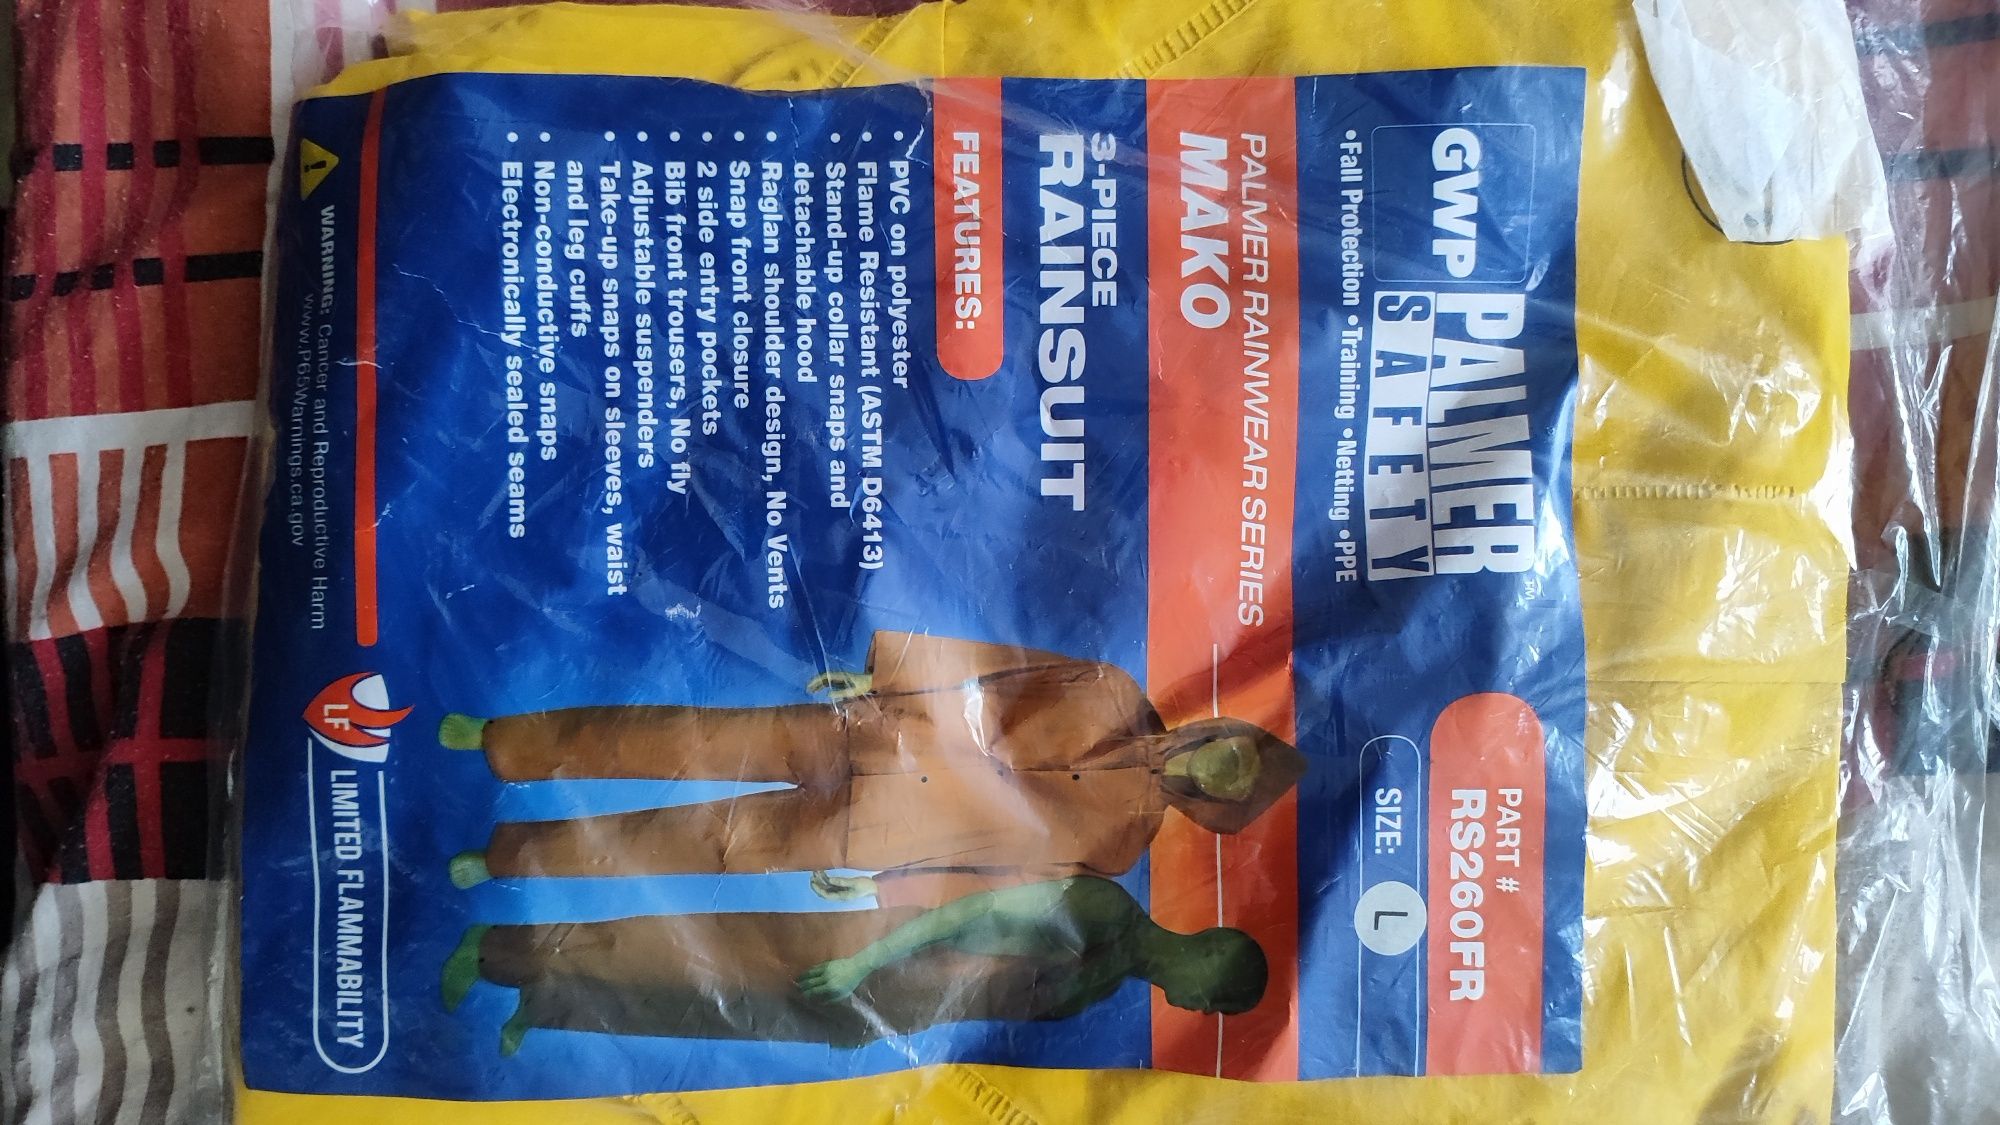 GWP PALMER
SAFETY
TM
•Fall Protection •Training •Netting •PPE
PART #
RS260FR
SIZE: L
PALMER RAINWEAR SERIES
MAKO
3-PIECE
RAINSUIT
FEATURES:
• PVC on polyester
• Flame Resistant (ASTM D6413)
• Stand-up collar snaps and
detachable hood
• Raglan shoulder design, No Vents
• Snap front closure
• 2 side entry pockets
• Bib front trousers, No fly
• Adjustable suspenders
• Take-up snaps on sleeves, waist
and leg cuffs
• Non-conductive snaps
• Electronically sealed seams
WARNING: Cancer and Reproductive Harm
www.P65Warnings.ca.gov
LF
LIMITED FLAMMABILITY